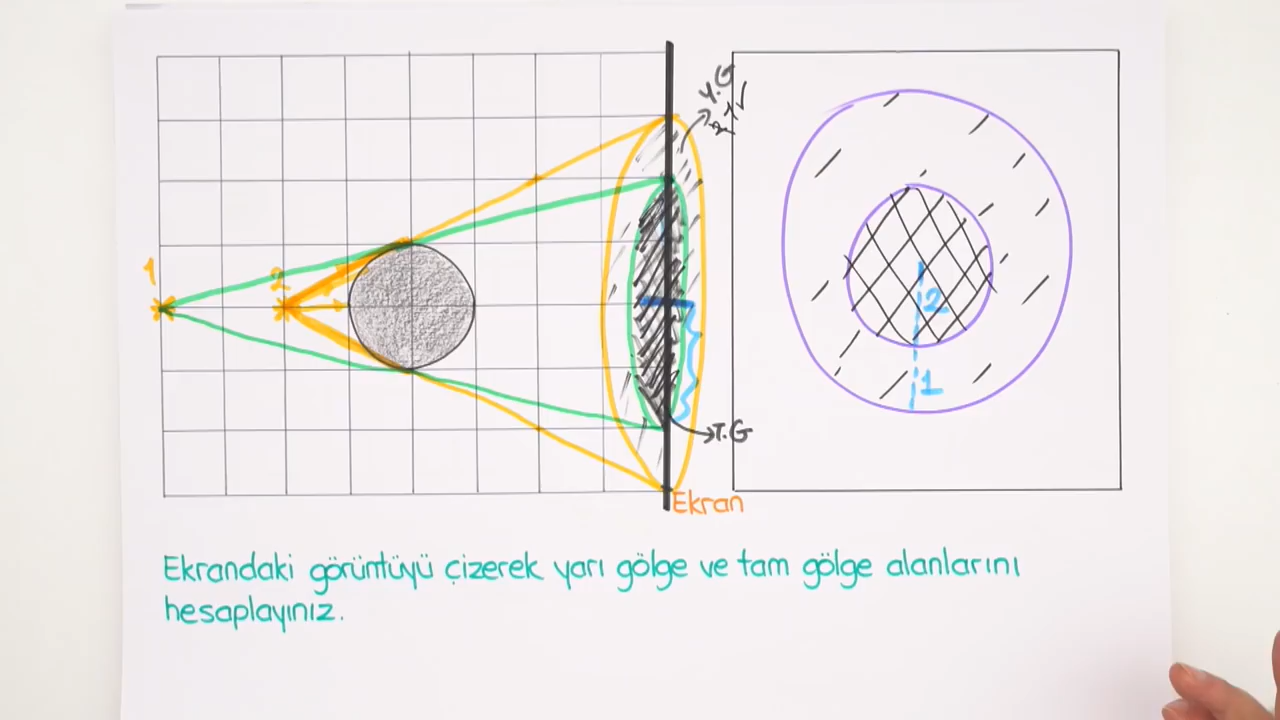 Y.G
1
2
2
1
T.G
Ekran
Ekrandaki görüntüyü çizerek yarı gölge ve tam gölge alanlarını
hesaplayınız.